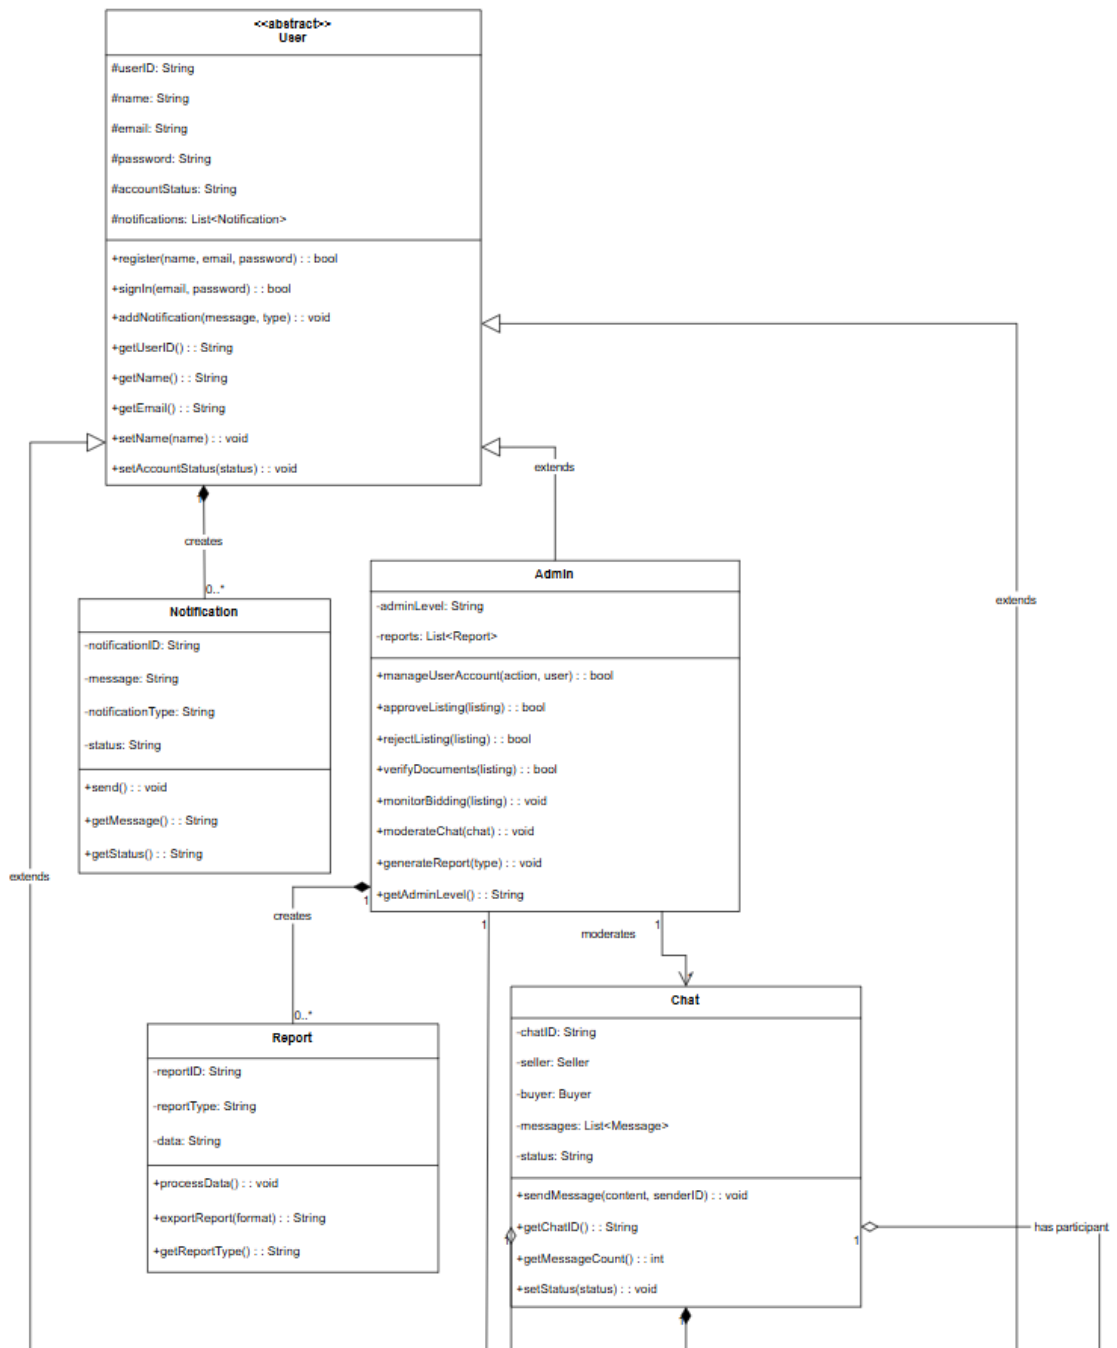 <<abstract>>
User
#userID: String
#name: String
#email: String
#password: String
#accountStatus: String
#notifications: List<Notification>
+register(name, email, password) : : bool
+signIn(email, password) : : bool
+addNotification(message, type) : : void
+getUserID() : : String
+getName() : : String
+getEmail() : : String
+setName(name) : : void
+setAccountStatus(status) : : void
extends
1
creates
0..*
extends
Notification
-notificationID: String
-message: String
-notificationType: String
-status: String
+send() : : void
+getMessage() : : String
+getStatus() : : String
Admin
-adminLevel: String
-reports: List<Report>
+manageUserAccount(action, user) : : bool
+approveListing(listing) : : bool
+rejectListing(listing) : : bool
+verifyDocuments(listing) : : bool
+monitorBidding(listing) : : void
+moderateChat(chat) : : void
+generateReport(type) : : void
+getAdminLevel() : : String
extends
1
creates
0..*
1
moderates
1
*
Report
-reportID: String
-reportType: String
-data: String
+processData() : : void
+exportReport(format) : : String
+getReportType() : : String
Chat
-chatID: String
-seller: Seller
-buyer: Buyer
-messages: List<Message>
-status: String
+sendMessage(content, senderID) : : void
+getChatID() : : String
+getMessageCount() : : int
+setStatus(status) : : void
1
1
has participant
1